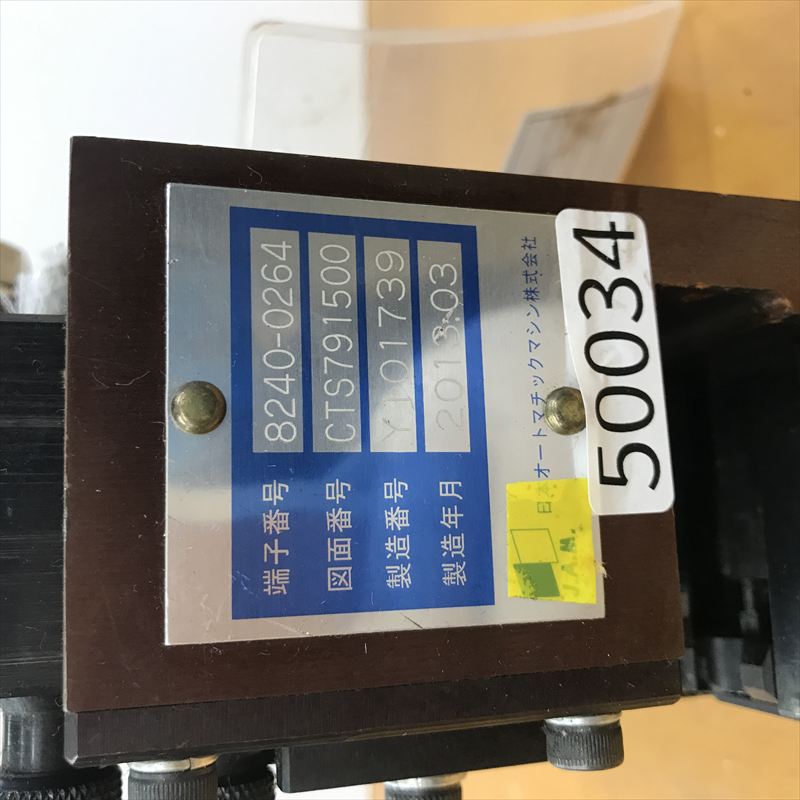 端子番号 8240-0264
図面番号 CTS791500
製造番号 Y101739
製造年月 2013.03
日本オートマチックマシン株式会社
J.A.M.
50034